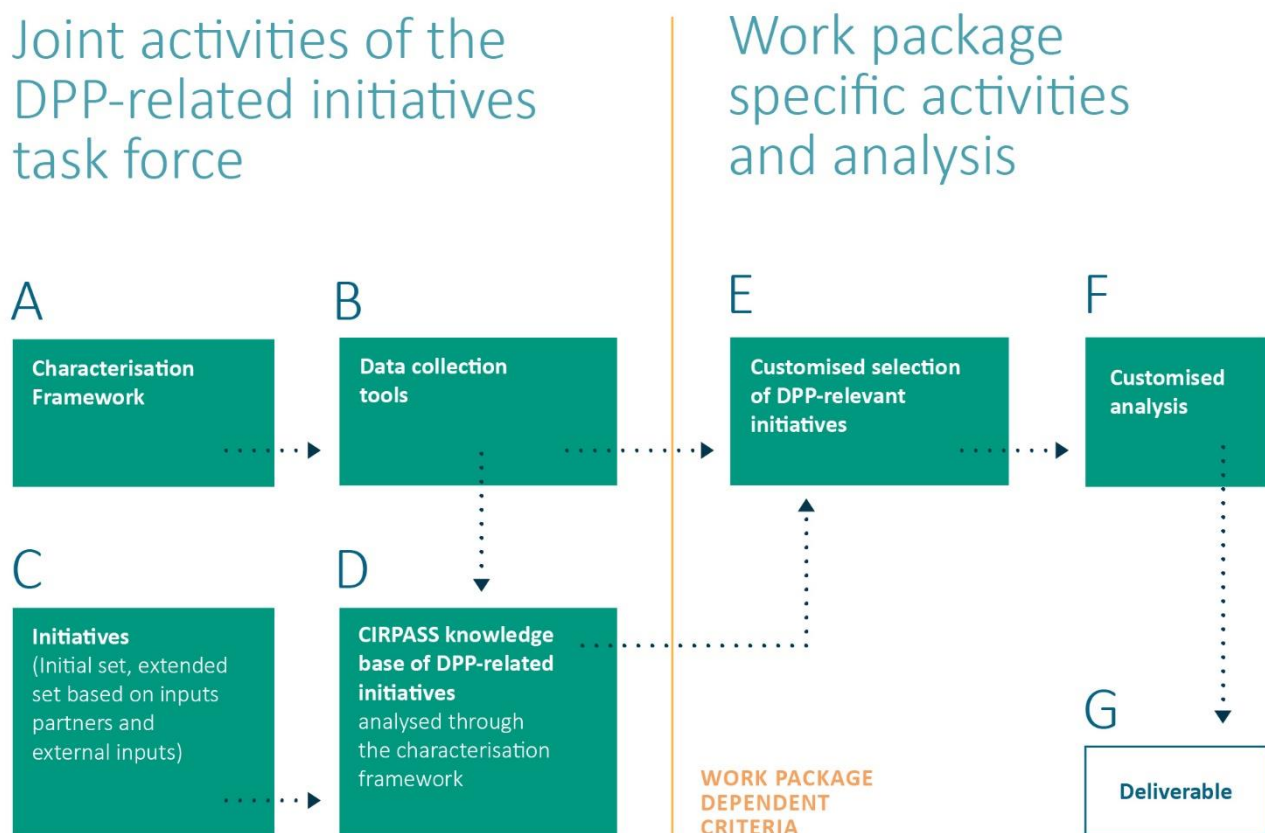 Joint activities of the
DPP-related initiatives
task force
Work package
specific activities
and analysis
A
Characterisation
Framework
B
Data collection
tools
E
Customised selection
of DPP-relevant
initiatives
F
Customised
analysis
C
Initiatives
(Initial set, extended
set based on inputs
partners and
external inputs)
D
CIRPASS knowledge
base of DPP-related
initiatives
analysed through
the characterisation
framework
WORK PACKAGE
DEPENDENT
CRITERIA
G
Deliverable